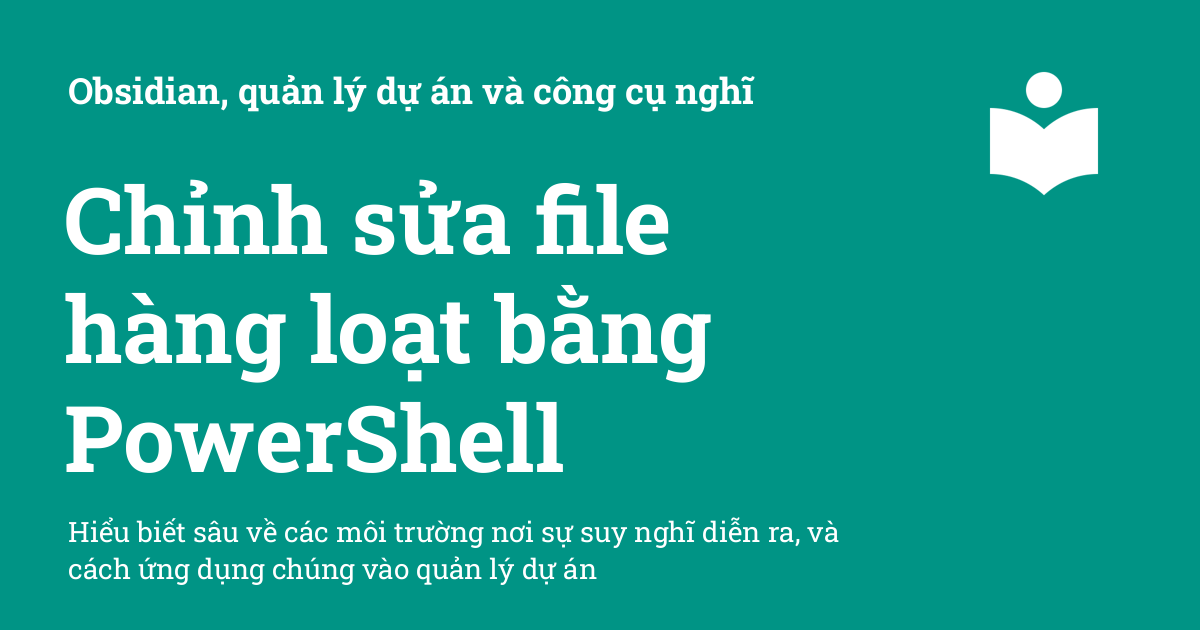 Obsidian, quản lý dự án và công cụ nghĩ
Chỉnh sửa file
hàng loạt bằng
PowerShell
Hiểu biết sâu về các môi trường nơi sự suy nghĩ diễn ra, và
cách ứng dụng chúng vào quản lý dự án